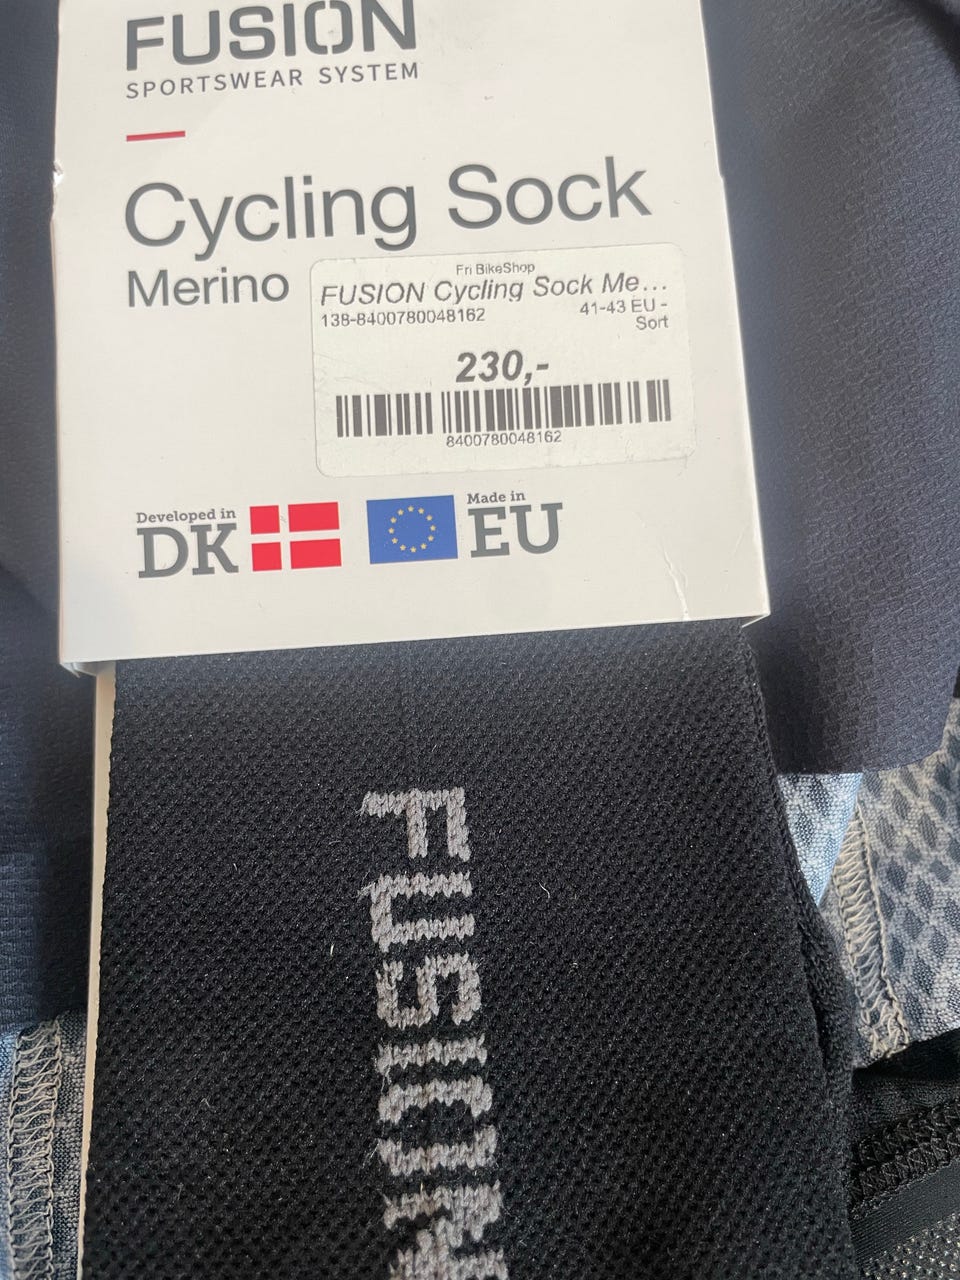 FUSION
SPORTSWEAR SYSTEM
Cycling Sock
Merino
Fri BikeShop
FUSION Cycling Sock Me...
138-8400780048162
41-43 EU -
Sort
230,-
8400780048162
Developed in
DK
Made in
EU
FUSION